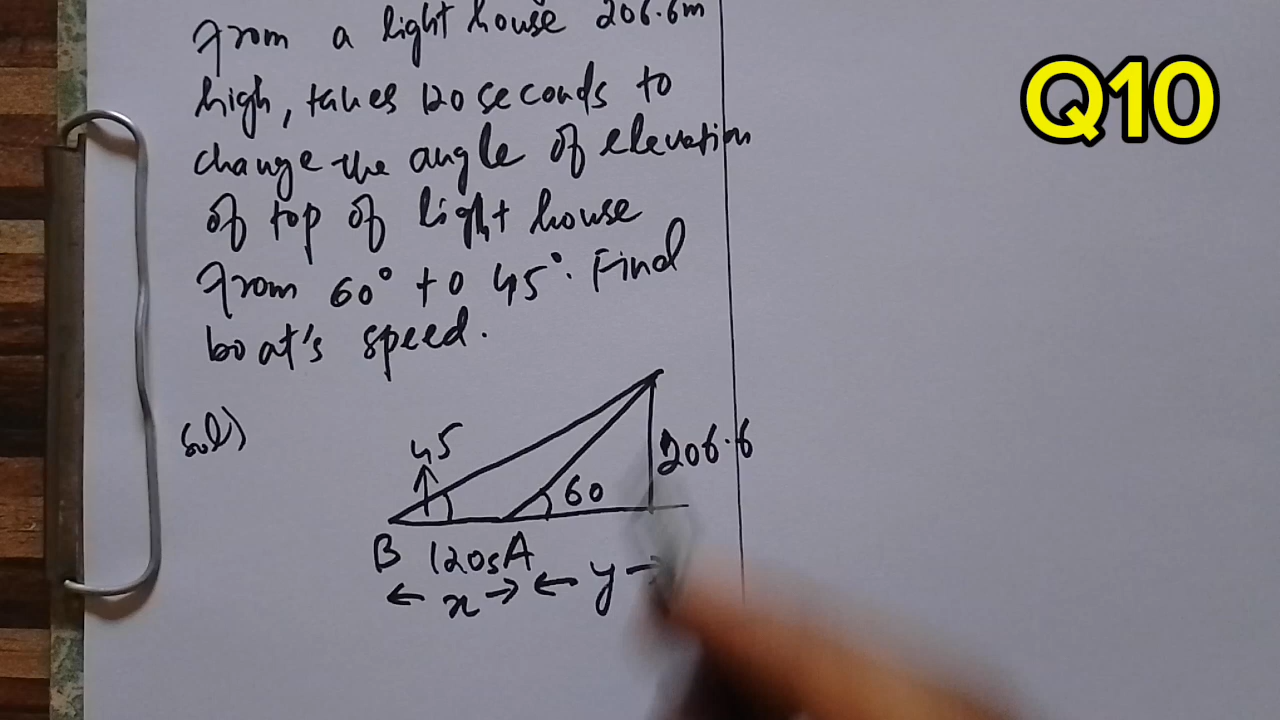 from a light house 206.6m
high, takes 120 seconds to
change the angle of elevation
of top of light house
from 60° to 45°. Find
boat's speed.
Sol)
45
60
206.6
B 120s A
x
y
Q10